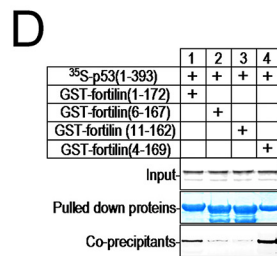 D
1 2 3 4
³⁵S-p53(1-393) + + + +
GST-fortilin(1-172) +
GST-fortilin(6-167) +
GST-fortilin (11-162) +
GST-fortilin(4-169) +
Input
Pulled down proteins
Co-precipitants